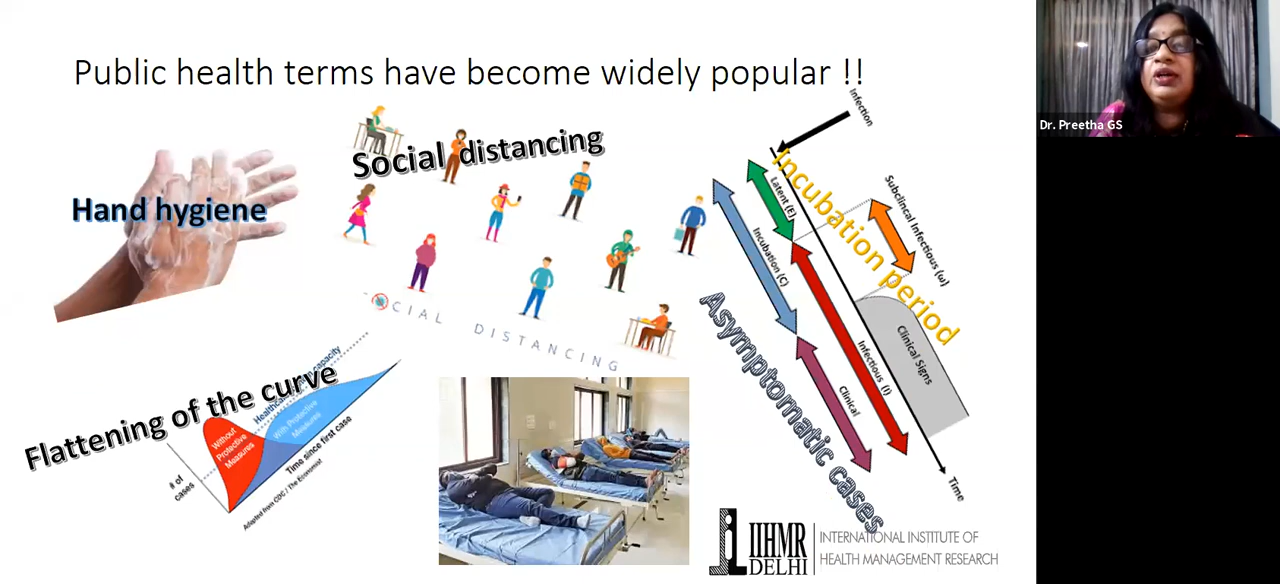 Public health terms have become widely popular !!
Dr. Preetha GS
Hand hygiene
Social distancing
CIAL DISTANCING
Infection
Incubation period
Latent (E)
Incubation (C)
Subclincal Infectious (ω)
Infectious (I)
Clinical
Clinical Signs
Time
Asymptomatic cases
Flattening of the curve
Healthcare capacity
Without
Protective
Measures
With Protective
Measures
# of
cases
Time since first case
Adapted from CDC / The Economist
IIHMR
DELHI
INTERNATIONAL INSTITUTE OF
HEALTH MANAGEMENT RESEARCH